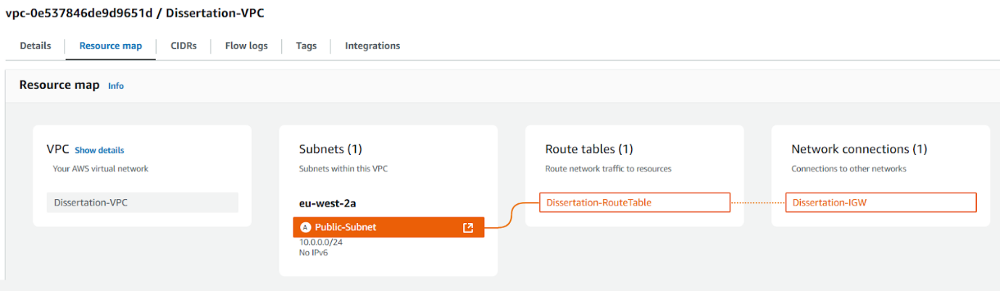 vpc-0e537846de9d9651d / Dissertation-VPC
Details Resource map CIDRs Flow logs Tags Integrations
Resource map Info
VPC Show details
Your AWS virtual network
Dissertation-VPC
Subnets (1)
Subnets within this VPC
eu-west-2a
A Public-Subnet
10.0.0.0/24
No IPv6
Route tables (1)
Route network traffic to resources
Dissertation-RouteTable
Network connections (1)
Connections to other networks
Dissertation-IGW